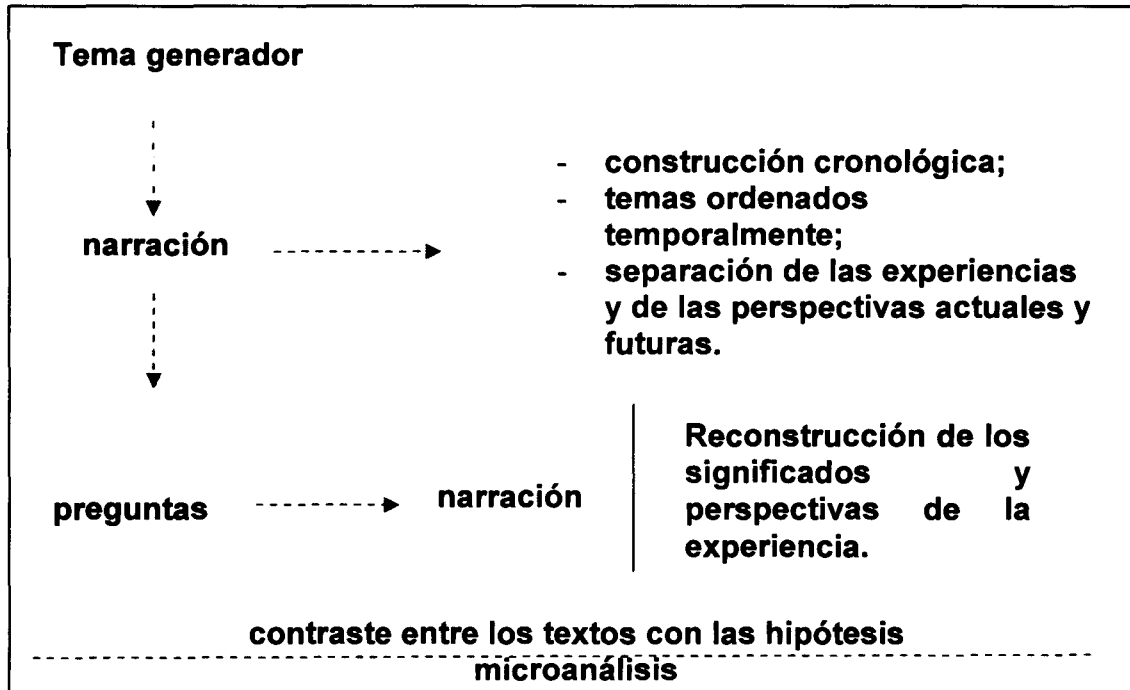 Tema generador
- construcción cronológica;
- temas ordenados
temporalmente;
narración
- separación de las experiencias
y de las perspectivas actuales y
futuras.
Reconstrucción de los
significados y
perspectivas de la
experiencia.
preguntas
narración
contraste entre los textos con las hipótesis
microanálisis